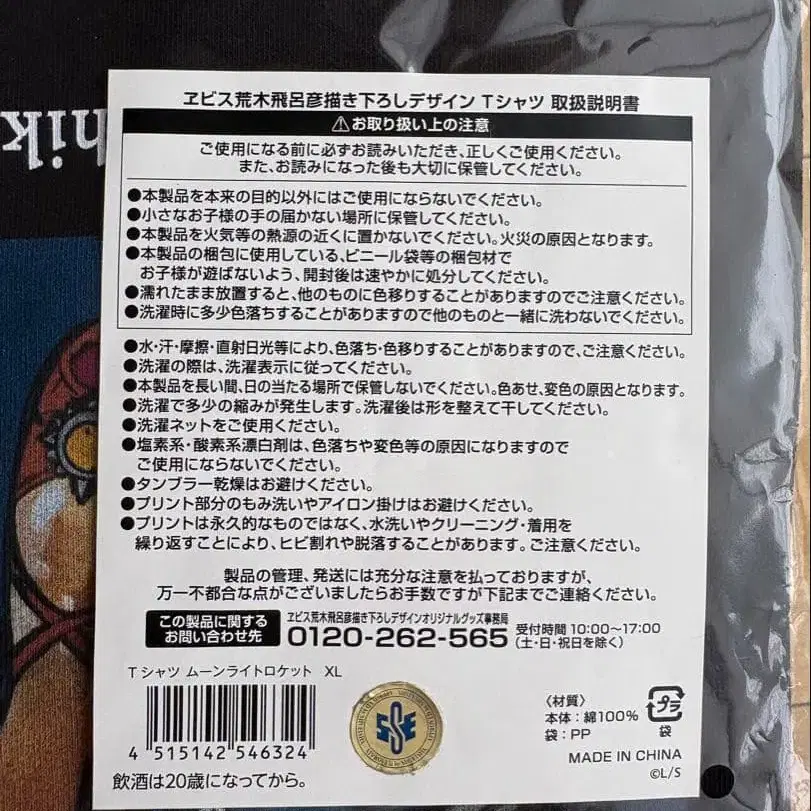 ヱビス荒木飛呂彦描き下ろしデザイン Tシャツ 取扱説明書
⚠お取り扱い上の注意
ご使用になる前に必ずお読みいただき、正しくご使用ください。
また、お読みになった後も大切に保管してください。
●本製品を本来の目的以外にはご使用にならないでください。
●小さなお子様の手の届かない場所に保管してください。
●本製品を火気等の熱源の近くに置かないでください。火災の原因となります。
●本製品の梱包に使用している、ビニール袋等の梱包材で
お子様が遊ばないよう、開封後は速やかに処分してください。
●濡れたまま放置すると、他のものに色移りすることがありますのでご注意ください。
●洗濯時に多少色落ちすることがありますので他のものと一緒に洗わないでください。
●水・汗・摩擦・直射日光等により、色落ち・色移りすることがありますので、ご注意ください。
●洗濯の際は、洗濯表示に従ってください。
●本製品を長い間、日の当たる場所で保管しないでください。色あせ、変色の原因となります。
●洗濯で多少の縮みが発生します。洗濯後は形を整えて干してください。
●洗濯ネットをご使用ください。
●塩素系・酸素系漂白剤は、色落ちや変色等の原因になりますので
ご使用にならないでください。
●タンブラー乾燥はお避けください。
●プリント部分のもみ洗いやアイロン掛けはお避けください。
●プリントは永久的なものではなく、水洗いやクリーニング・着用を
繰り返すことにより、ヒビ割れや脱落することがあります。ご注意ください。
製品の管理、発送には充分な注意を払っておりますが、
万一不都合な点がございましたらお手数ですが下記までご連絡ください。
この製品に関する
お問い合わせ先
ヱビス荒木飛呂彦描き下ろしデザインオリジナルグッズ事務局
0120-262-565
受付時間 10:00~17:00
(土・日・祝日を除く)
Tシャツ ムーンライトロケット XL
4 515142 546324
飲酒は20歳になってから。
〈材質〉
本体:綿100%
袋:PP
プラ
袋
MADE IN CHINA
©L/S
hik